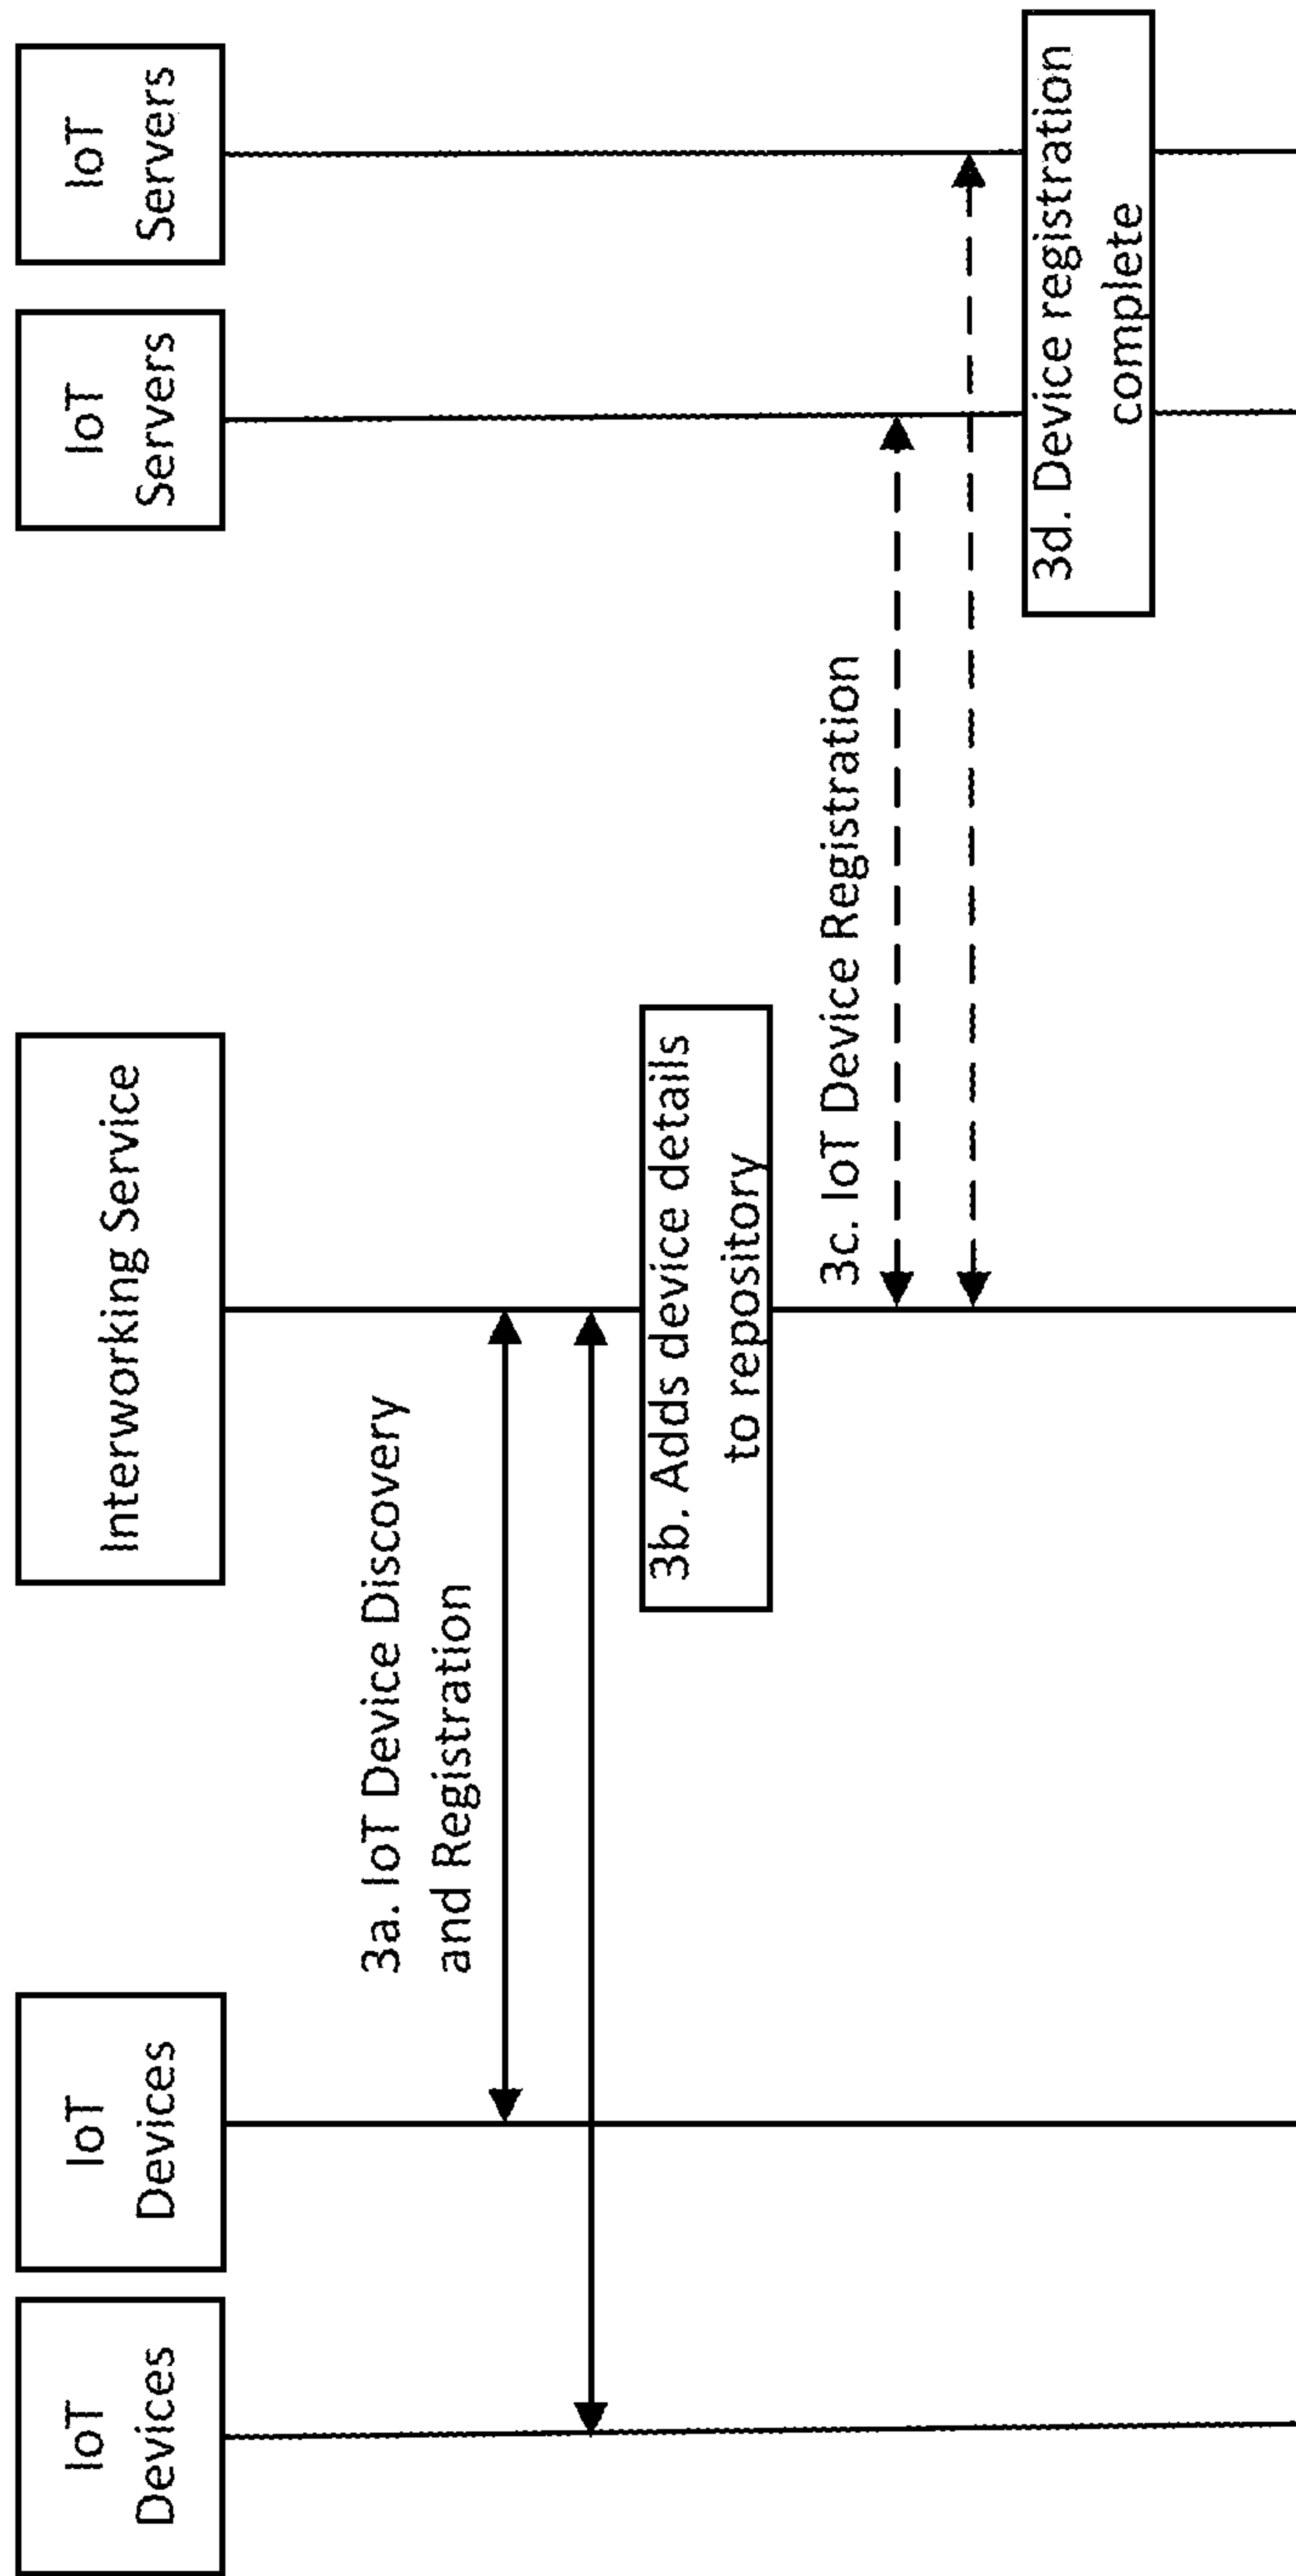 IoT
Devices
IoT
Devices
Interworking Service
IoT
Servers
IoT
Servers
3a. IoT Device Discovery
and Registration
3b. Adds device details
to repository
3c. IoT Device Registration
3d. Device registration
complete